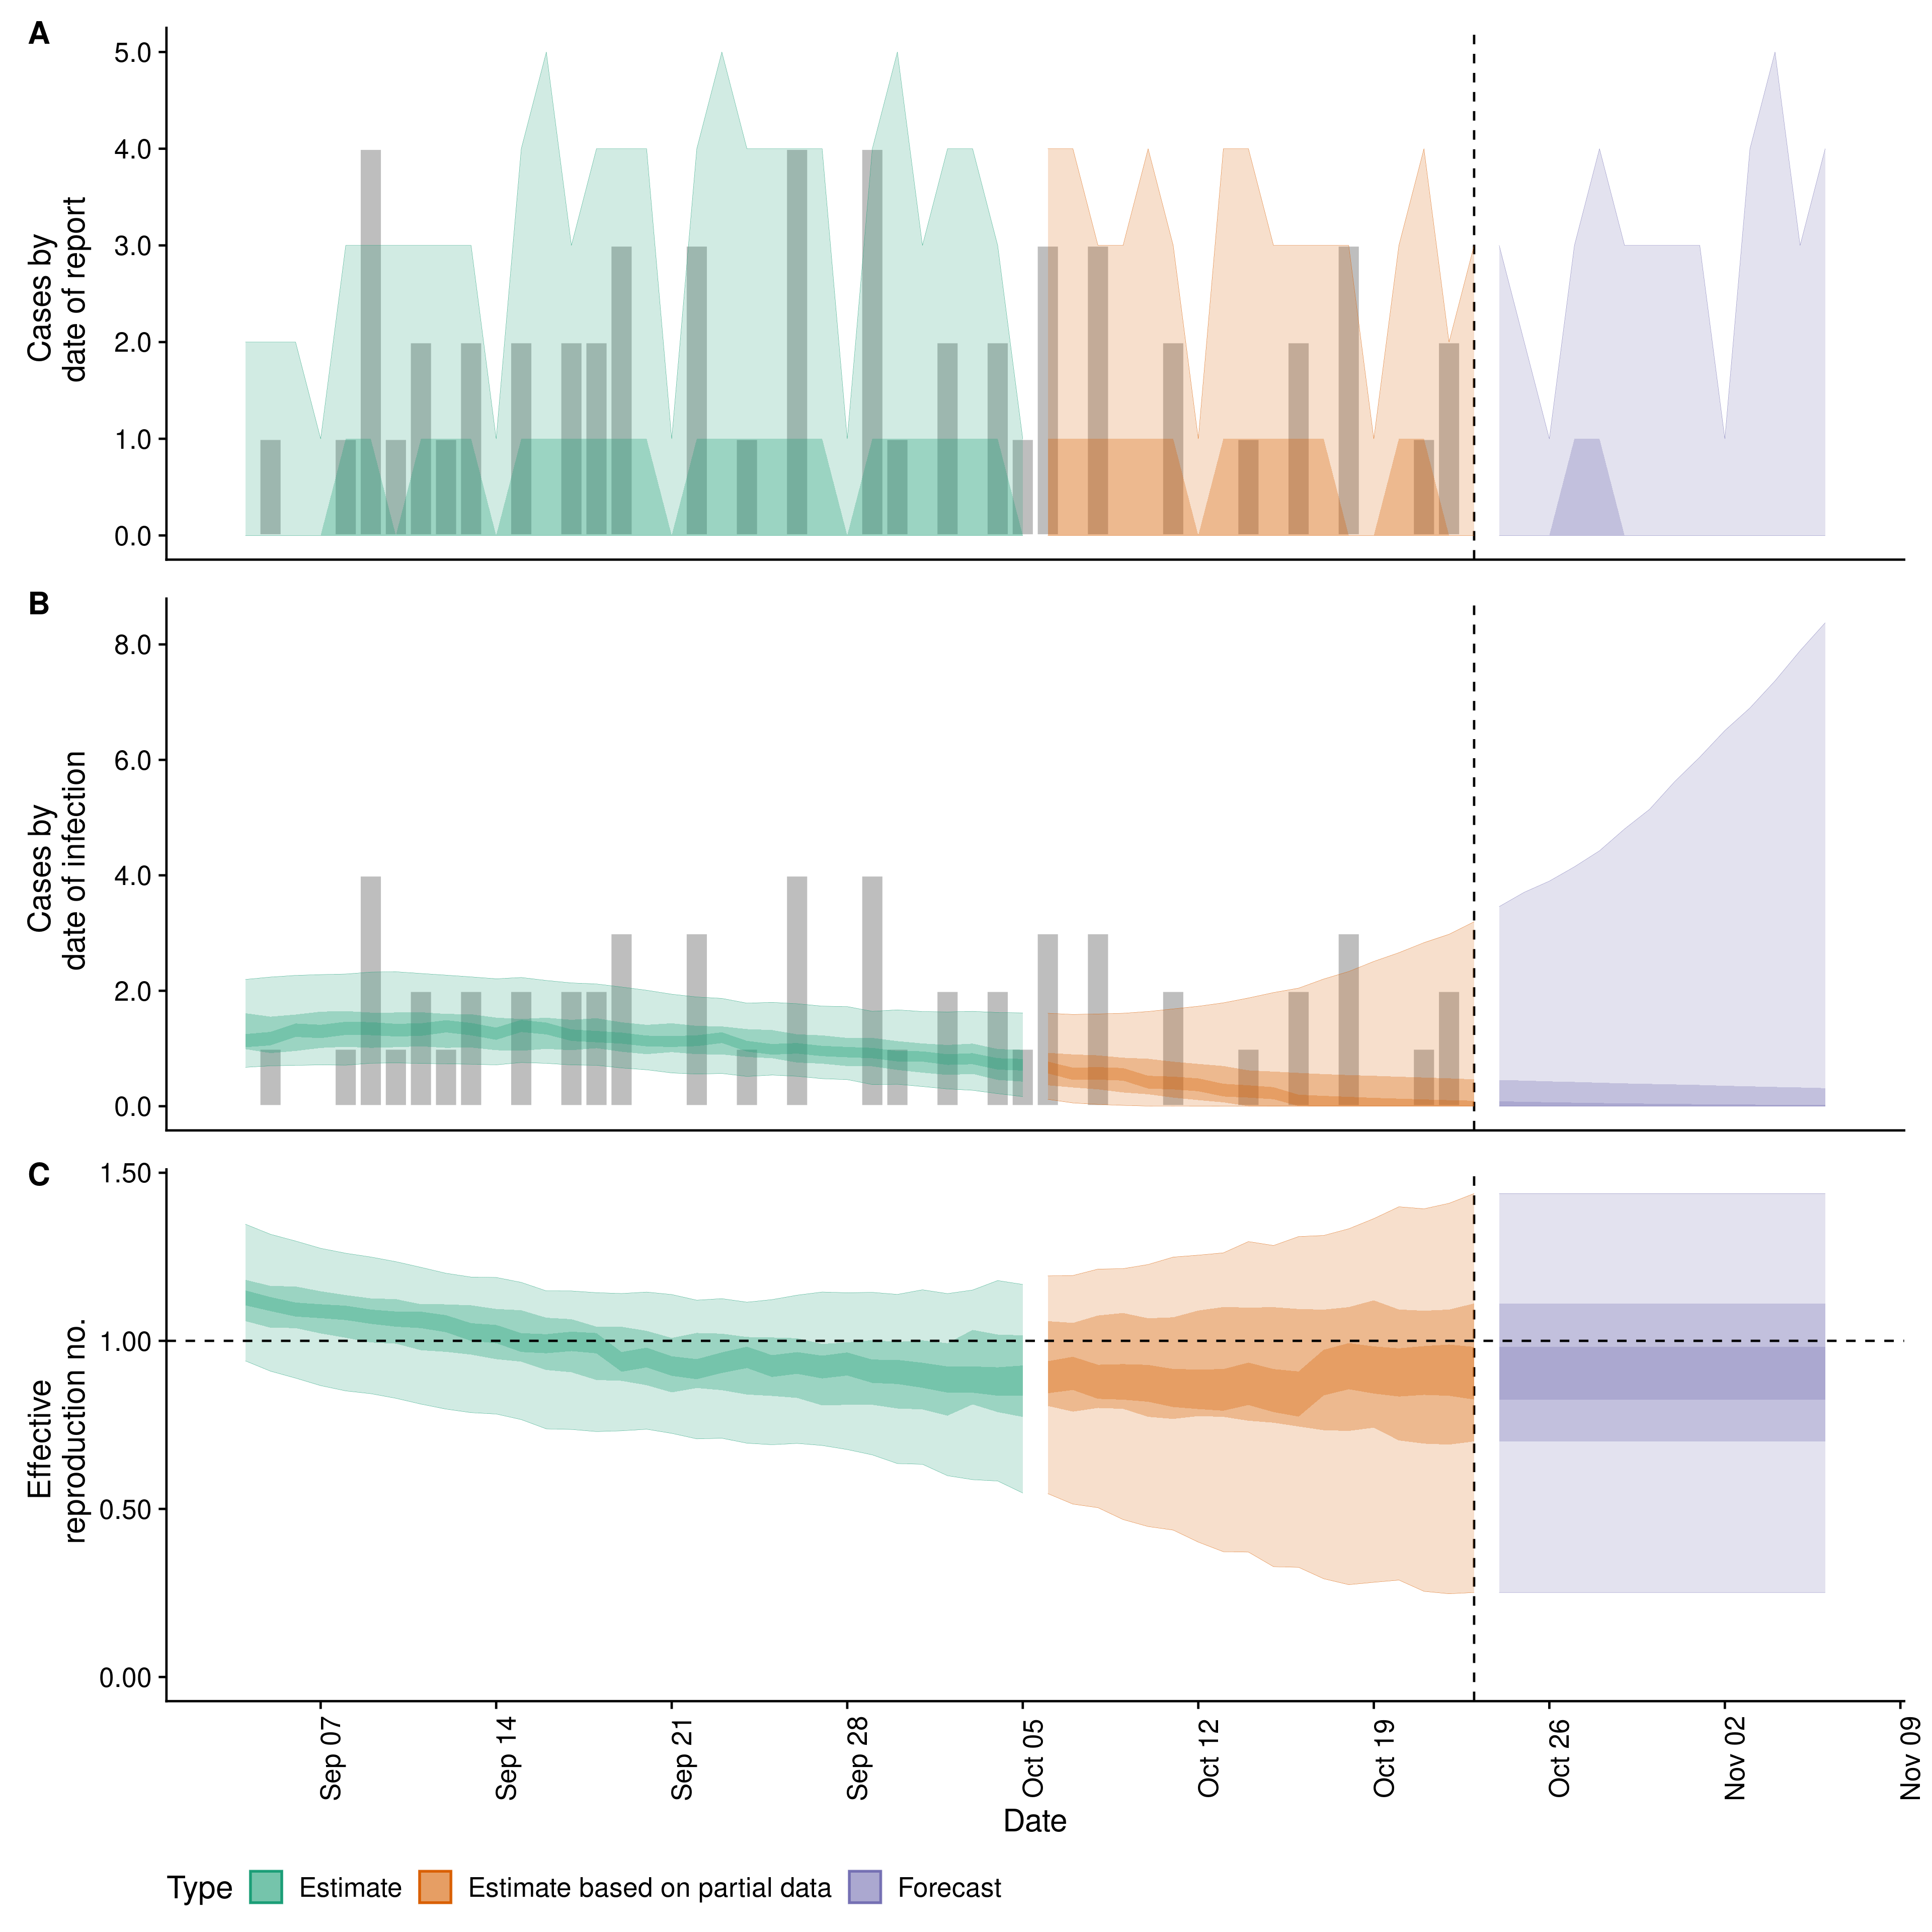 A
Cases by
date of report
5.0
4.0
3.0
2.0
1.0
0.0
B
Cases by
date of infection
8.0
6.0
4.0
2.0
0.0
C
Effective
reproduction no.
1.50
1.00
0.50
0.00
Sep 07
Sep 14
Sep 21
Sep 28
Oct 05
Oct 12
Oct 19
Oct 26
Nov 02
Nov 09
Date
Type Estimate Estimate based on partial data Forecast